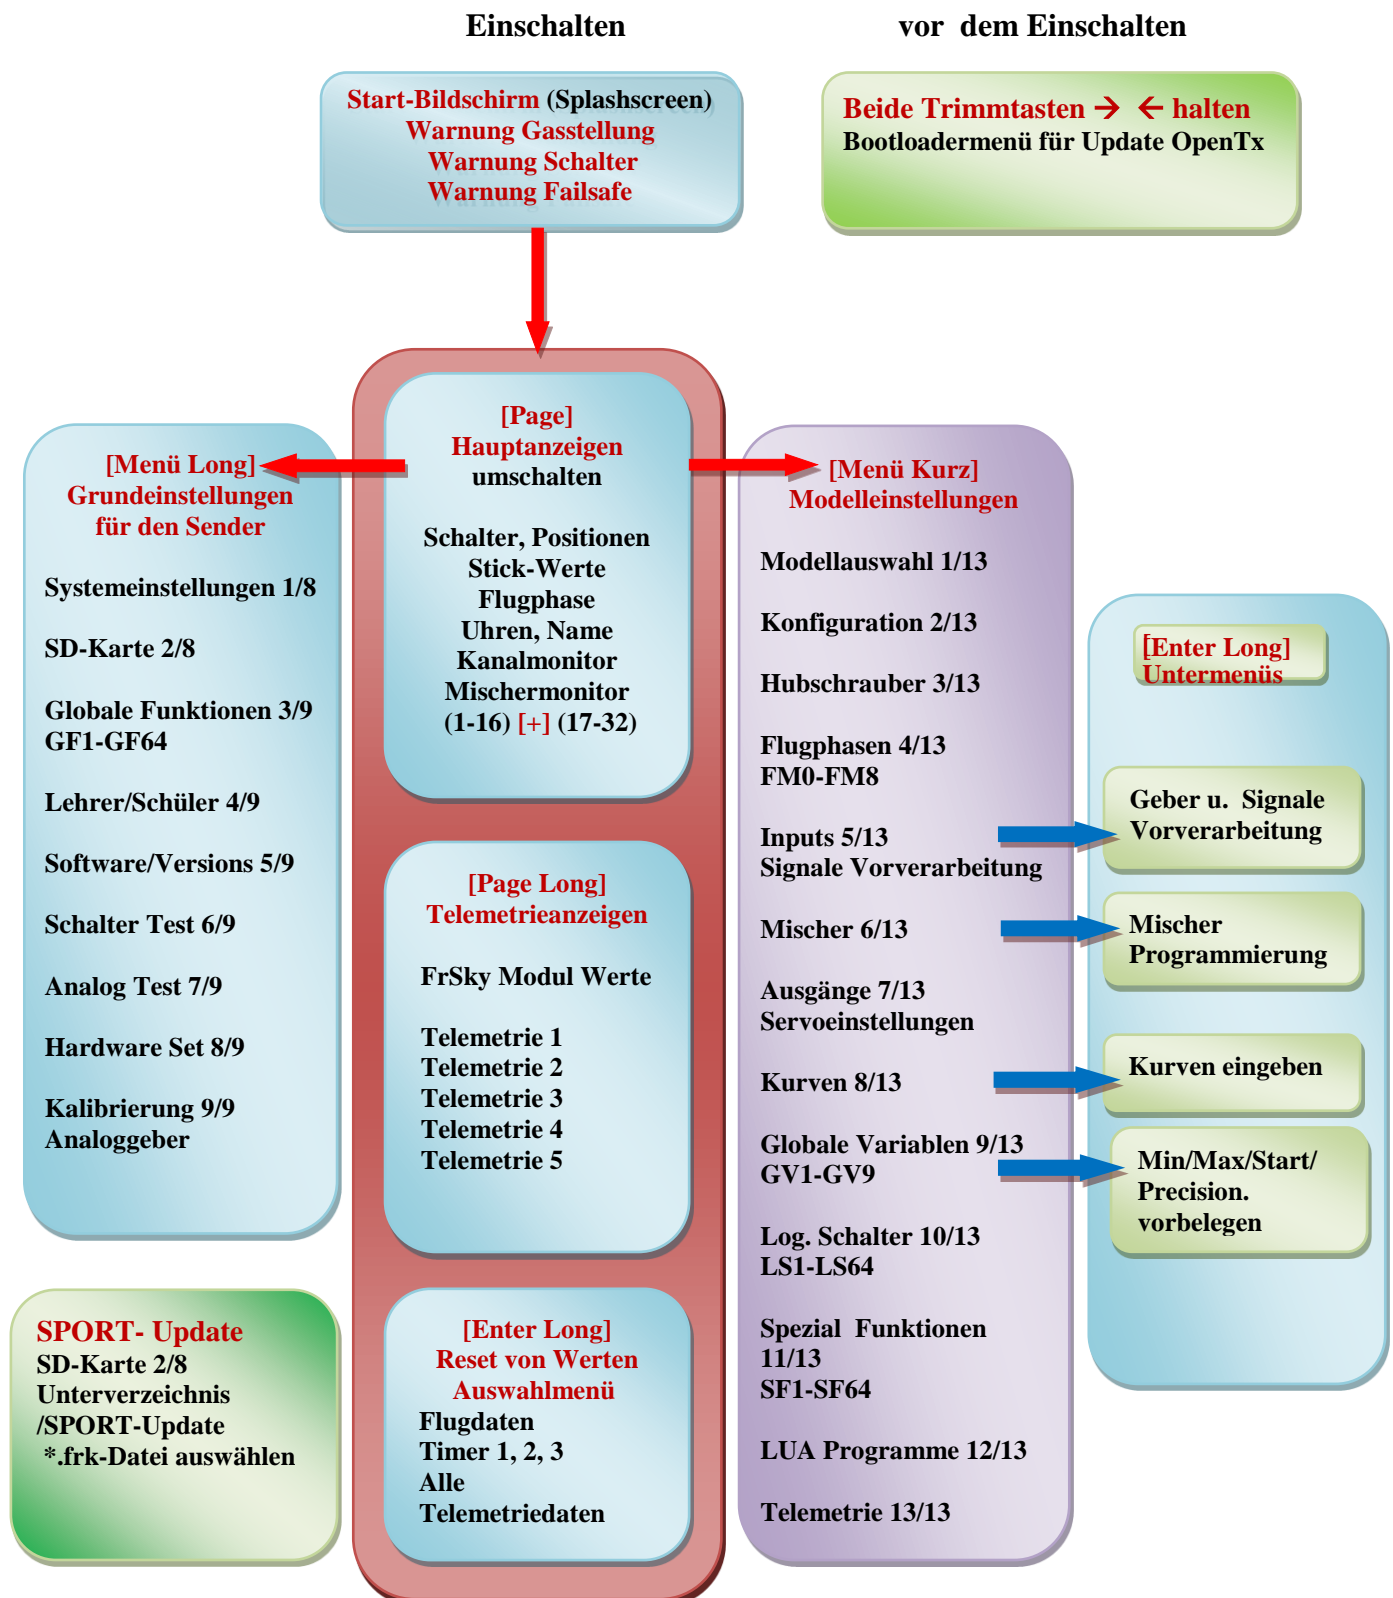 Einschalten
vor dem Einschalten
Start-Bildschirm (Splashscreen)
Warnung Gasstellung
Warnung Schalter
Warnung Failsafe
Beide Trimmtasten → ← halten
Bootloadermenü für Update OpenTx
[Menü Long]
Grundeinstellungen
für den Sender
Systemeinstellungen 1/8
SD-Karte 2/8
Globale Funktionen 3/9
GF1-GF64
Lehrer/Schüler 4/9
Software/Versions 5/9
Schalter Test 6/9
Analog Test 7/9
Hardware Set 8/9
Kalibrierung 9/9
Analoggeber
SPORT- Update
SD-Karte 2/8
Unterverzeichnis
/SPORT-Update
*.frk-Datei auswählen
[Page]
Hauptanzeigen
umschalten
Schalter, Positionen
Stick-Werte
Flugphase
Uhren, Name
Kanalmonitor
Mischermonitor
(1-16) [+] (17-32)
[Page Long]
Telemetrieanzeigen
FrSky Modul Werte
Telemetrie 1
Telemetrie 2
Telemetrie 3
Telemetrie 4
Telemetrie 5
[Enter Long]
Reset von Werten
Auswahlmenü
Flugdaten
Timer 1, 2, 3
Alle
Telemetriedaten
[Menü Kurz]
Modelleinstellungen
Modellauswahl 1/13
Konfiguration 2/13
Hubschrauber 3/13
Flugphasen 4/13
FM0-FM8
Inputs 5/13
Signale Vorverarbeitung
Mischer 6/13
Ausgänge 7/13
Servoeinstellungen
Kurven 8/13
Globale Variablen 9/13
GV1-GV9
Log. Schalter 10/13
LS1-LS64
Spezial Funktionen
11/13
SF1-SF64
LUA Programme 12/13
Telemetrie 13/13
[Enter Long]
Untermenüs
Geber u. Signale
Vorverarbeitung
Mischer
Programmierung
Kurven eingeben
Min/Max/Start/
Precision.
vorbelegen